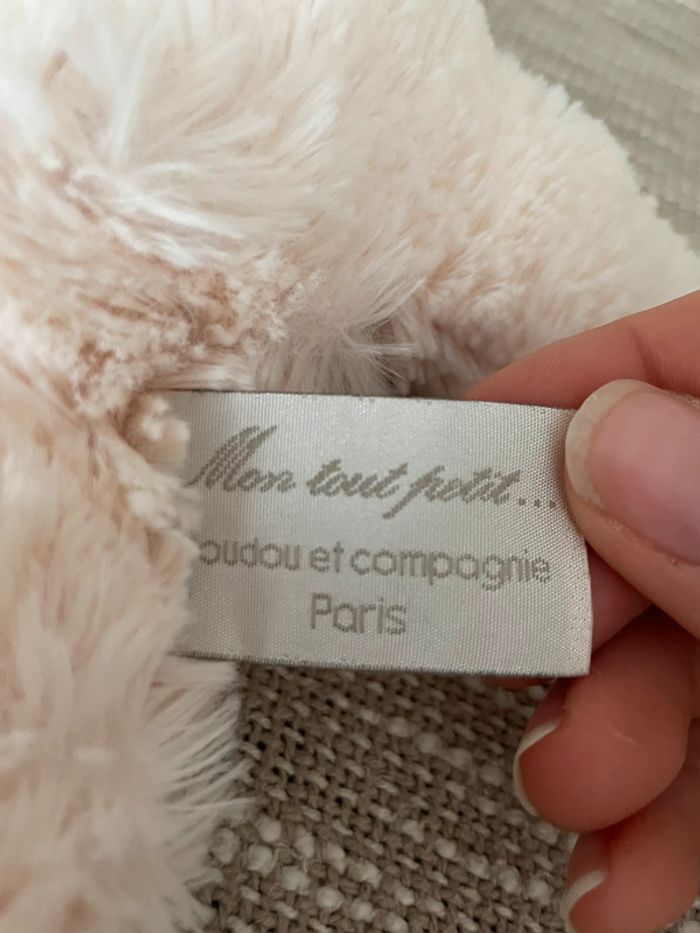 Mon tout petit...
oudou et compagnie
Paris